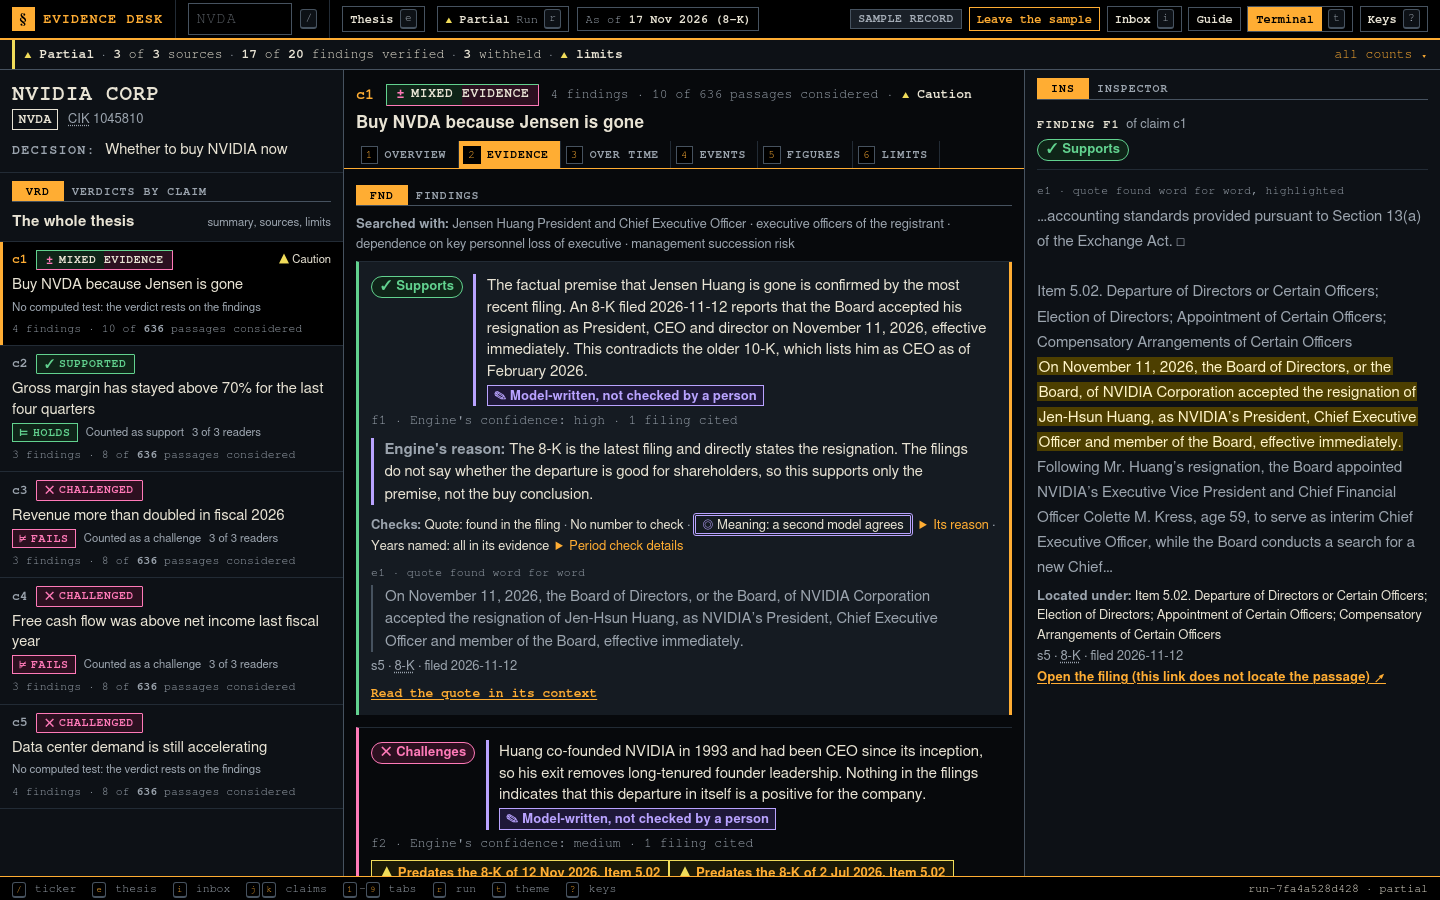 § EVIDENCE DESK NVDA / Thesis e ▲ Partial Run r As of 17 Nov 2026 (8-K) SAMPLE RECORD Leave the sample Inbox i Guide Terminal t Keys ?
▲ Partial · 3 of 3 sources · 17 of 20 findings verified · 3 withheld · ▲ limits all counts ▾
NVIDIA CORP
NVDA CIK 1045810
DECISION: Whether to buy NVIDIA now
VRD VERDICTS BY CLAIM
The whole thesis summary, sources, limits
c1 ± MIXED EVIDENCE ▲ Caution
Buy NVDA because Jensen is gone
No computed test: the verdict rests on the findings
4 findings · 10 of 636 passages considered
c2 ✓ SUPPORTED
Gross margin has stayed above 70% for the last
four quarters
⊨ HOLDS Counted as support 3 of 3 readers
3 findings · 8 of 636 passages considered
c3 ✕ CHALLENGED
Revenue more than doubled in fiscal 2026
⊭ FAILS Counted as a challenge 3 of 3 readers
3 findings · 8 of 636 passages considered
c4 ✕ CHALLENGED
Free cash flow was above net income last fiscal
year
⊭ FAILS Counted as a challenge 3 of 3 readers
3 findings · 8 of 636 passages considered
c5 ✕ CHALLENGED
Data center demand is still accelerating
No computed test: the verdict rests on the findings
4 findings · 8 of 636 passages considered
c1 ± MIXED EVIDENCE 4 findings · 10 of 636 passages considered · ▲ Caution
Buy NVDA because Jensen is gone
1 OVERVIEW 2 EVIDENCE 3 OVER TIME 4 EVENTS 5 FIGURES 6 LIMITS
FND FINDINGS
Searched with: Jensen Huang President and Chief Executive Officer · executive officers of the registrant ·
dependence on key personnel loss of executive · management succession risk
✓ Supports
The factual premise that Jensen Huang is gone is confirmed by the most
recent filing. An 8-K filed 2026-11-12 reports that the Board accepted his
resignation as President, CEO and director on November 11, 2026, effective
immediately. This contradicts the older 10-K, which lists him as CEO as of
February 2026.
✎ Model-written, not checked by a person
f1 · Engine's confidence: high · 1 filing cited
Engine's reason: The 8-K is the latest filing and directly states the resignation. The filings
do not say whether the departure is good for shareholders, so this supports only the
premise, not the buy conclusion.
Checks: Quote: found in the filing · No number to check · ◎ Meaning: a second model agrees ▶ Its reason ·
Years named: all in its evidence ▶ Period check details
e1 · quote found word for word
On November 11, 2026, the Board of Directors, or the Board, of NVIDIA Corporation
accepted the resignation of Jen-Hsun Huang, as NVIDIA's President, Chief Executive
Officer and member of the Board, effective immediately.
s5 · 8-K · filed 2026-11-12
Read the quote in its context
✕ Challenges
Huang co-founded NVIDIA in 1993 and had been CEO since its inception,
so his exit removes long-tenured founder leadership. Nothing in the filings
indicates that this departure in itself is a positive for the company.
✎ Model-written, not checked by a person
f2 · Engine's confidence: medium · 1 filing cited
▲ Predates the 8-K of 12 Nov 2026, Item 5.02 ▲ Predates the 8-K of 2 Jul 2026, Item 5.02
INS INSPECTOR
FINDING F1 of claim c1
✓ Supports
e1 · quote found word for word, highlighted
…accounting standards provided pursuant to Section 13(a)
of the Exchange Act. □
Item 5.02. Departure of Directors or Certain Officers;
Election of Directors; Appointment of Certain Officers;
Compensatory Arrangements of Certain Officers
On November 11, 2026, the Board of Directors, or the
Board, of NVIDIA Corporation accepted the resignation of
Jen-Hsun Huang, as NVIDIA's President, Chief Executive
Officer and member of the Board, effective immediately.
Following Mr. Huang's resignation, the Board appointed
NVIDIA's Executive Vice President and Chief Financial
Officer Colette M. Kress, age 59, to serve as interim Chief
Executive Officer, while the Board conducts a search for a
new Chief…
Located under: Item 5.02. Departure of Directors or Certain Officers;
Election of Directors; Appointment of Certain Officers; Compensatory
Arrangements of Certain Officers
s5 · 8-K · filed 2026-11-12
Open the filing (this link does not locate the passage) ↗
/ ticker e thesis i inbox j k claims 1-9 tabs r run t theme ? keys run-7fa4a528d428 · partial